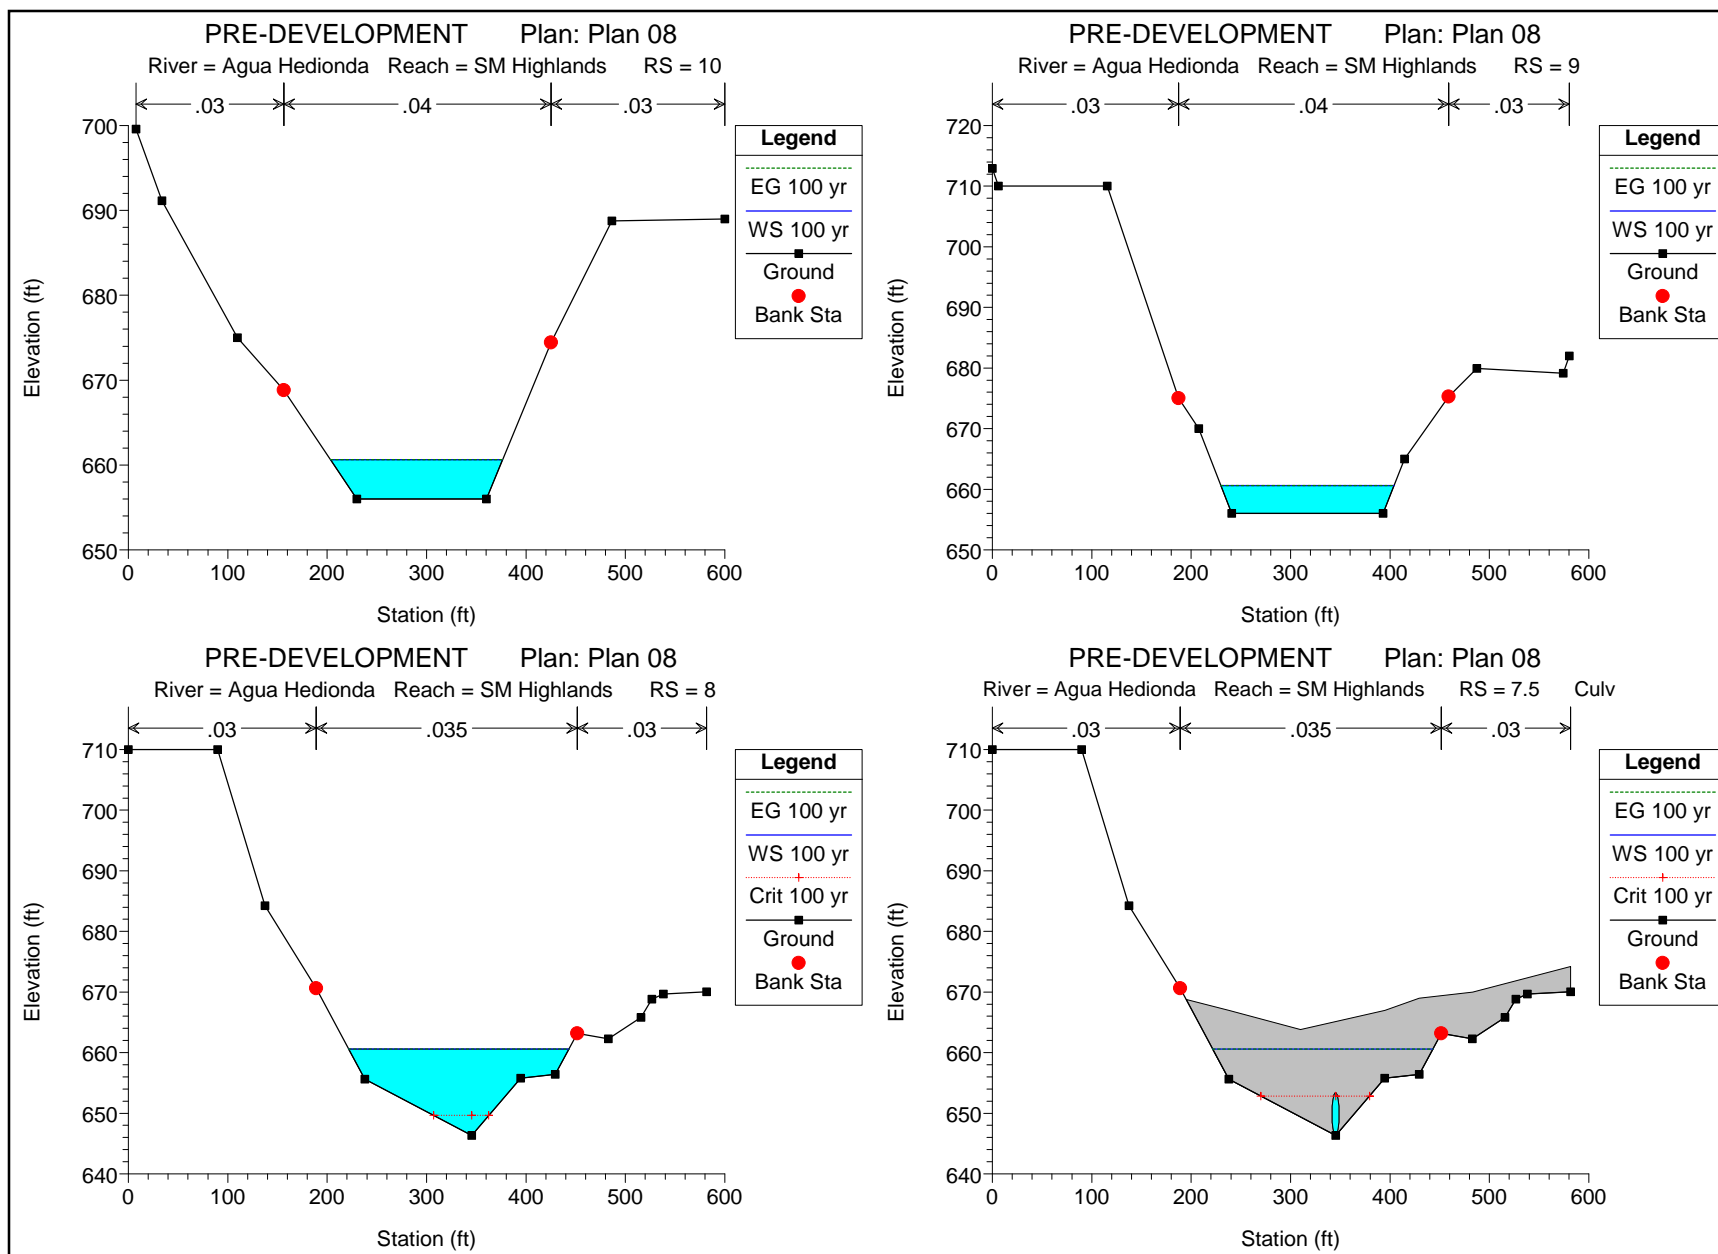 PRE-DEVELOPMENT Plan: Plan 08
River = Agua Hedionda Reach = SM Highlands RS = 10
.03 .04 .03
700
690
680
670
660
650
Elevation (ft)
0 100 200 300 400 500 600
Station (ft)
Legend
EG 100 yr
WS 100 yr
Ground
Bank Sta
PRE-DEVELOPMENT Plan: Plan 08
River = Agua Hedionda Reach = SM Highlands RS = 9
.03 .04 .03
720
710
700
690
680
670
660
650
Elevation (ft)
0 100 200 300 400 500 600
Station (ft)
Legend
EG 100 yr
WS 100 yr
Ground
Bank Sta
PRE-DEVELOPMENT Plan: Plan 08
River = Agua Hedionda Reach = SM Highlands RS = 8
.03 .035 .03
710
700
690
680
670
660
650
640
Elevation (ft)
0 100 200 300 400 500 600
Station (ft)
Legend
EG 100 yr
WS 100 yr
Crit 100 yr
Ground
Bank Sta
PRE-DEVELOPMENT Plan: Plan 08
River = Agua Hedionda Reach = SM Highlands RS = 7.5 Culv
.03 .035 .03
710
700
690
680
670
660
650
640
Elevation (ft)
0 100 200 300 400 500 600
Station (ft)
Legend
EG 100 yr
WS 100 yr
Crit 100 yr
Ground
Bank Sta